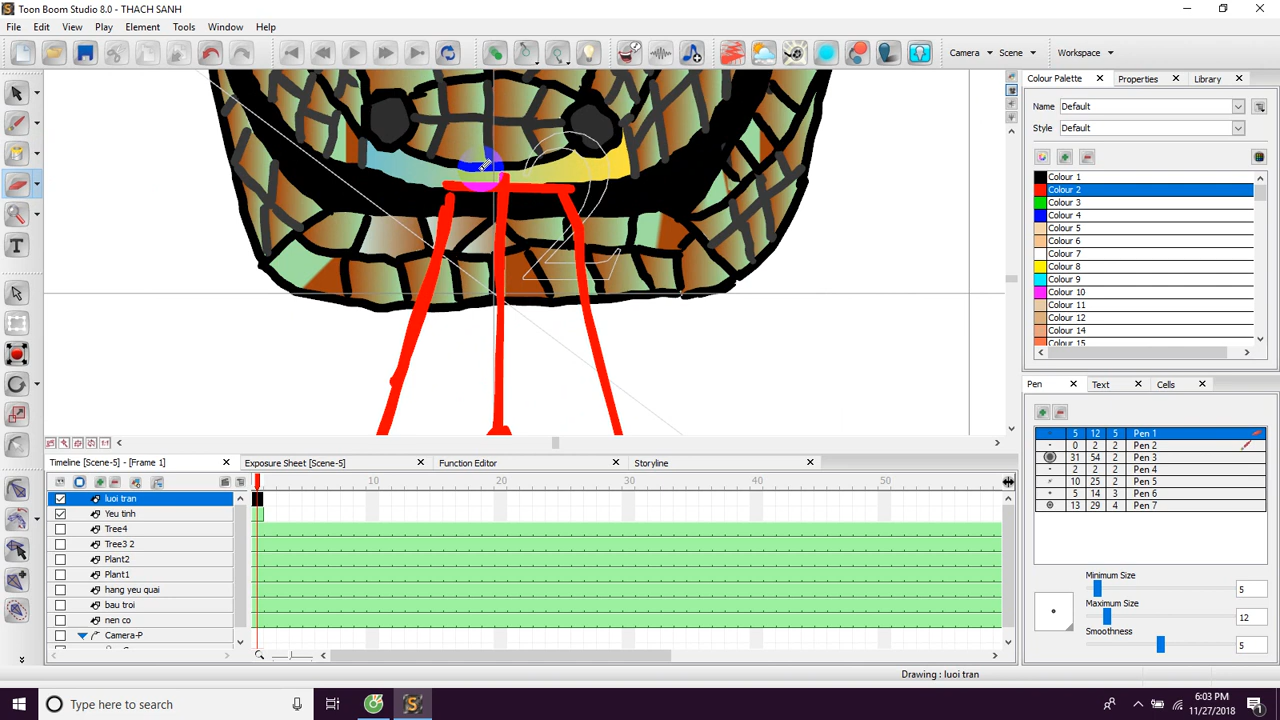 Toon Boom Studio 8.0 - THACH SANH
File Edit View Play Element Tools Window Help
Camera Scene Workspace
Colour Palette Properties Library
Name Default
Style Default
Colour 1
Colour 2
Colour 3
Colour 4
Colour 5
Colour 6
Colour 7
Colour 8
Colour 9
Colour 10
Colour 11
Colour 12
Colour 14
Colour 15
Pen Text Cells
5 12 5 Pen 1
0 2 2 Pen 2
31 54 2 Pen 3
2 2 2 Pen 4
10 25 2 Pen 5
5 14 3 Pen 6
13 29 4 Pen 7
Minimum Size
5
Maximum Size
12
Smoothness
5
2
Timeline [Scene-5] - [Frame 1] Exposure Sheet [Scene-5] Function Editor Storyline
10 20 30 40 50
luoi tran
Yeu tinh
Tree4
Tree3 2
Plant2
Plant1
hang yeu quai
bau troi
nen co
Camera-P
Drawing : luoi tran
Type here to search
6:03 PM
11/27/2018